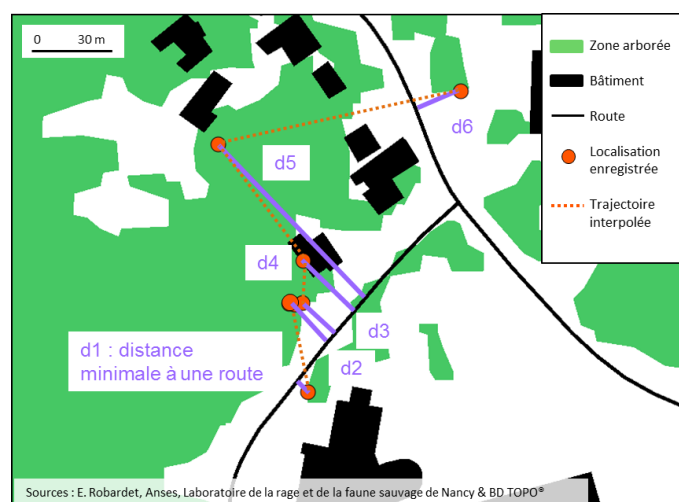 0 30 m
Zone arborée
Bâtiment
Route
Localisation
enregistrée
Trajectoire
interpolée
d6
d5
d4
d3
d1 : distance
minimale à une route
d2
Sources : E. Robardet, Anses, Laboratoire de la rage et de la faune sauvage de Nancy & BD TOPO®